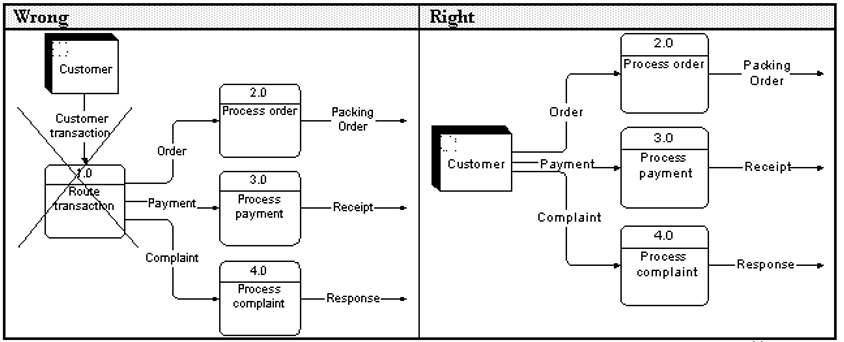 Wrong
Right
Customer
Customer
transaction
1.0
Route
transaction
Order
Payment
Complaint
2.0
Process order
Packing
Order
3.0
Process
payment
Receipt
4.0
Process
complaint
Response
Customer
Order
Payment
Complaint
2.0
Process order
Packing
Order
3.0
Process
payment
Receipt
4.0
Process
complaint
Response